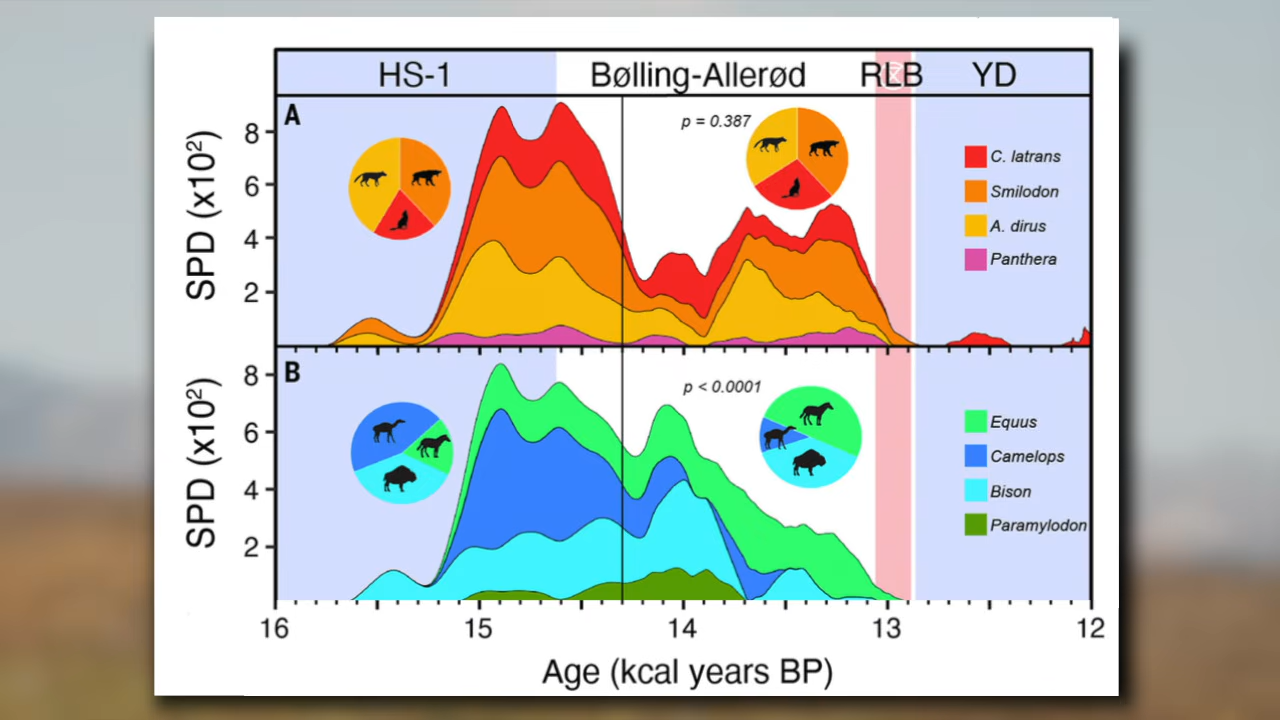 HS-1 Bølling-Allerød RLB YD
A
p = 0.387
SPD (x10²)
8
6
4
2
C. latrans
Smilodon
A. dirus
Panthera
B
p < 0.0001
SPD (x10²)
8
6
4
2
Equus
Camelops
Bison
Paramylodon
16 15 14 13 12
Age (kcal years BP)